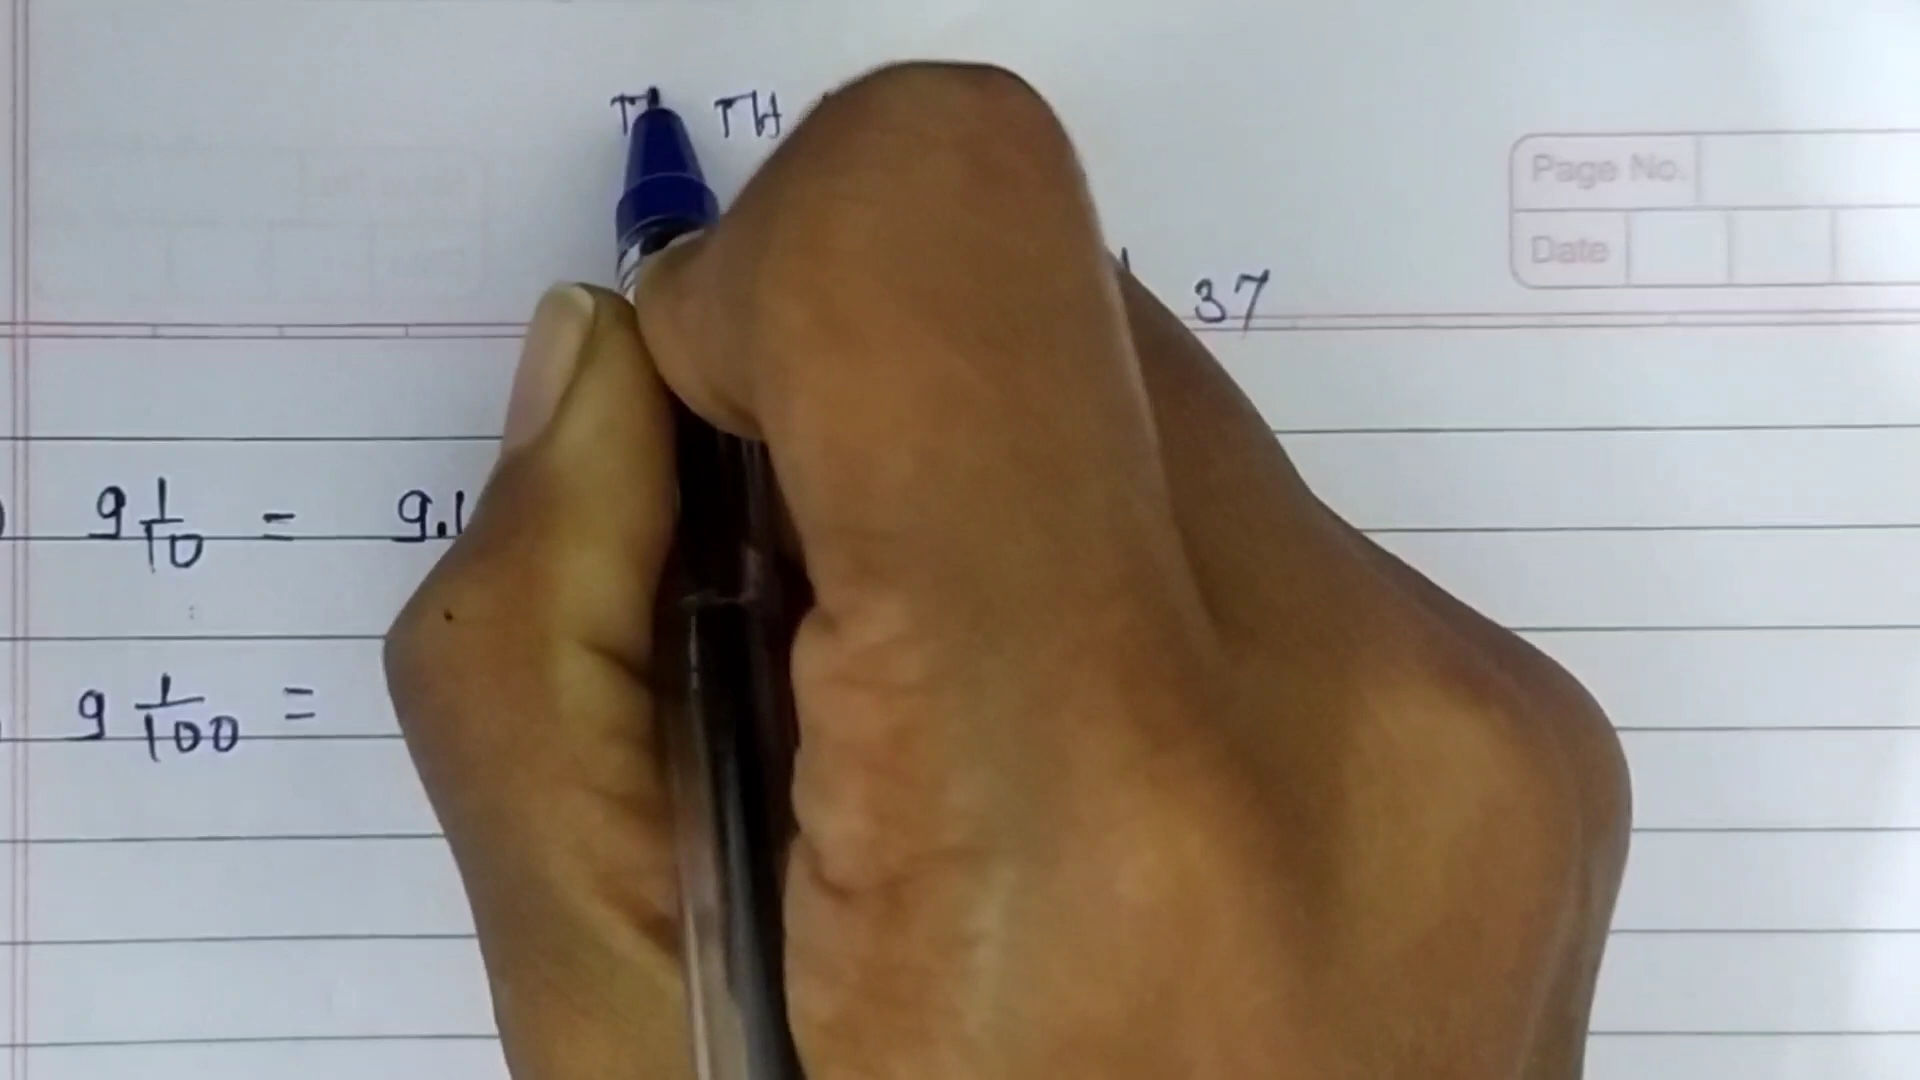 TH
Page No.
Date
37
9 1/10 = 9.1
9 1/100 =